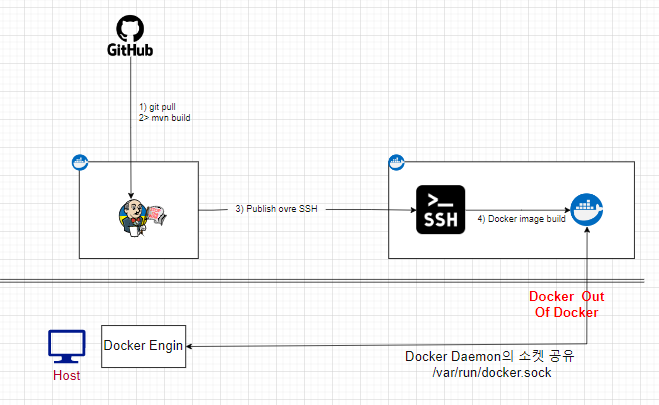 GitHub
1) git pull
2> mvn build
3) Publish ovre SSH
>_
SSH
4) Docker image build
Docker Out
Of Docker
Docker Engin
Host
Docker Daemon의 소켓 공유
/var/run/docker.sock